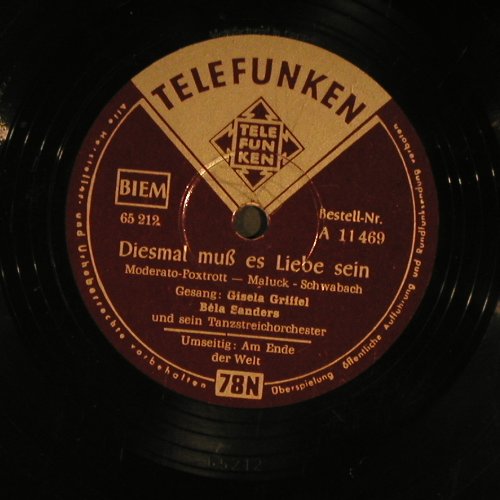 TELEFUNKEN
TELE
FUN
KEN
BIEM
65 212
Bestell-Nr.
A 11 469
Diesmal muß es Liebe sein
Moderato-Foxtrott — Maluck - Schwabach
Gesang: Gisela Griffel
Béla Sanders
und sein Tanzstreichorchester
Umseitig: Am Ende
der Welt
78N
Alle Hersteller- und Urheberrechte vorbehalten
Überspielung öffentliche Aufführung und Rundfunksendung verboten
65212